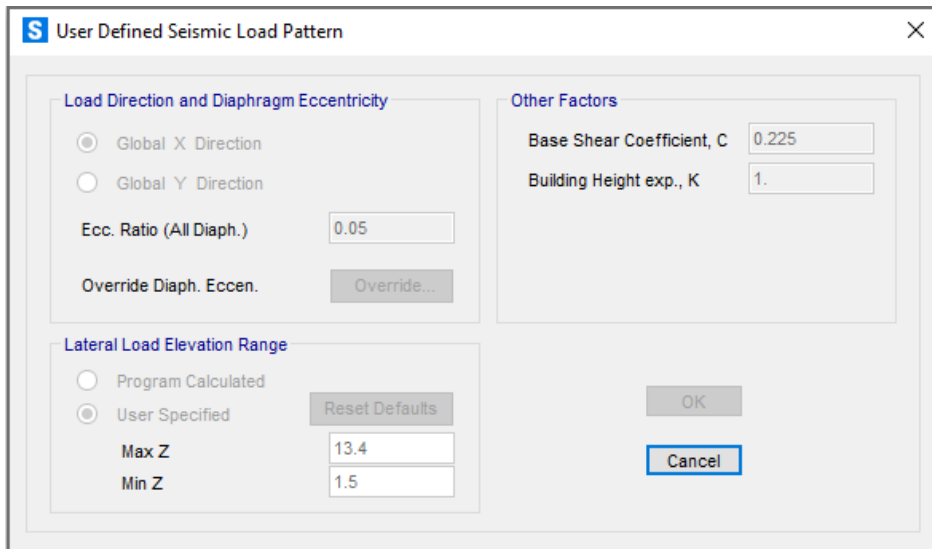 S User Defined Seismic Load Pattern
Load Direction and Diaphragm Eccentricity
Global X Direction
Global Y Direction
Ecc. Ratio (All Diaph.) 0.05
Override Diaph. Eccen. Override...
Other Factors
Base Shear Coefficient, C 0.225
Building Height exp., K 1.
Lateral Load Elevation Range
Program Calculated
User Specified Reset Defaults
Max Z 13.4
Min Z 1.5
OK
Cancel